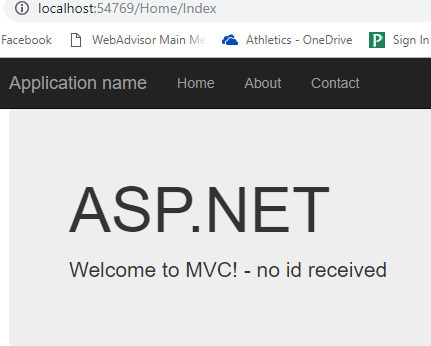 localhost:54769/Home/Index
Facebook WebAdvisor Main Me Athletics - OneDrive Sign In
Application name Home About Contact
ASP.NET
Welcome to MVC! - no id received